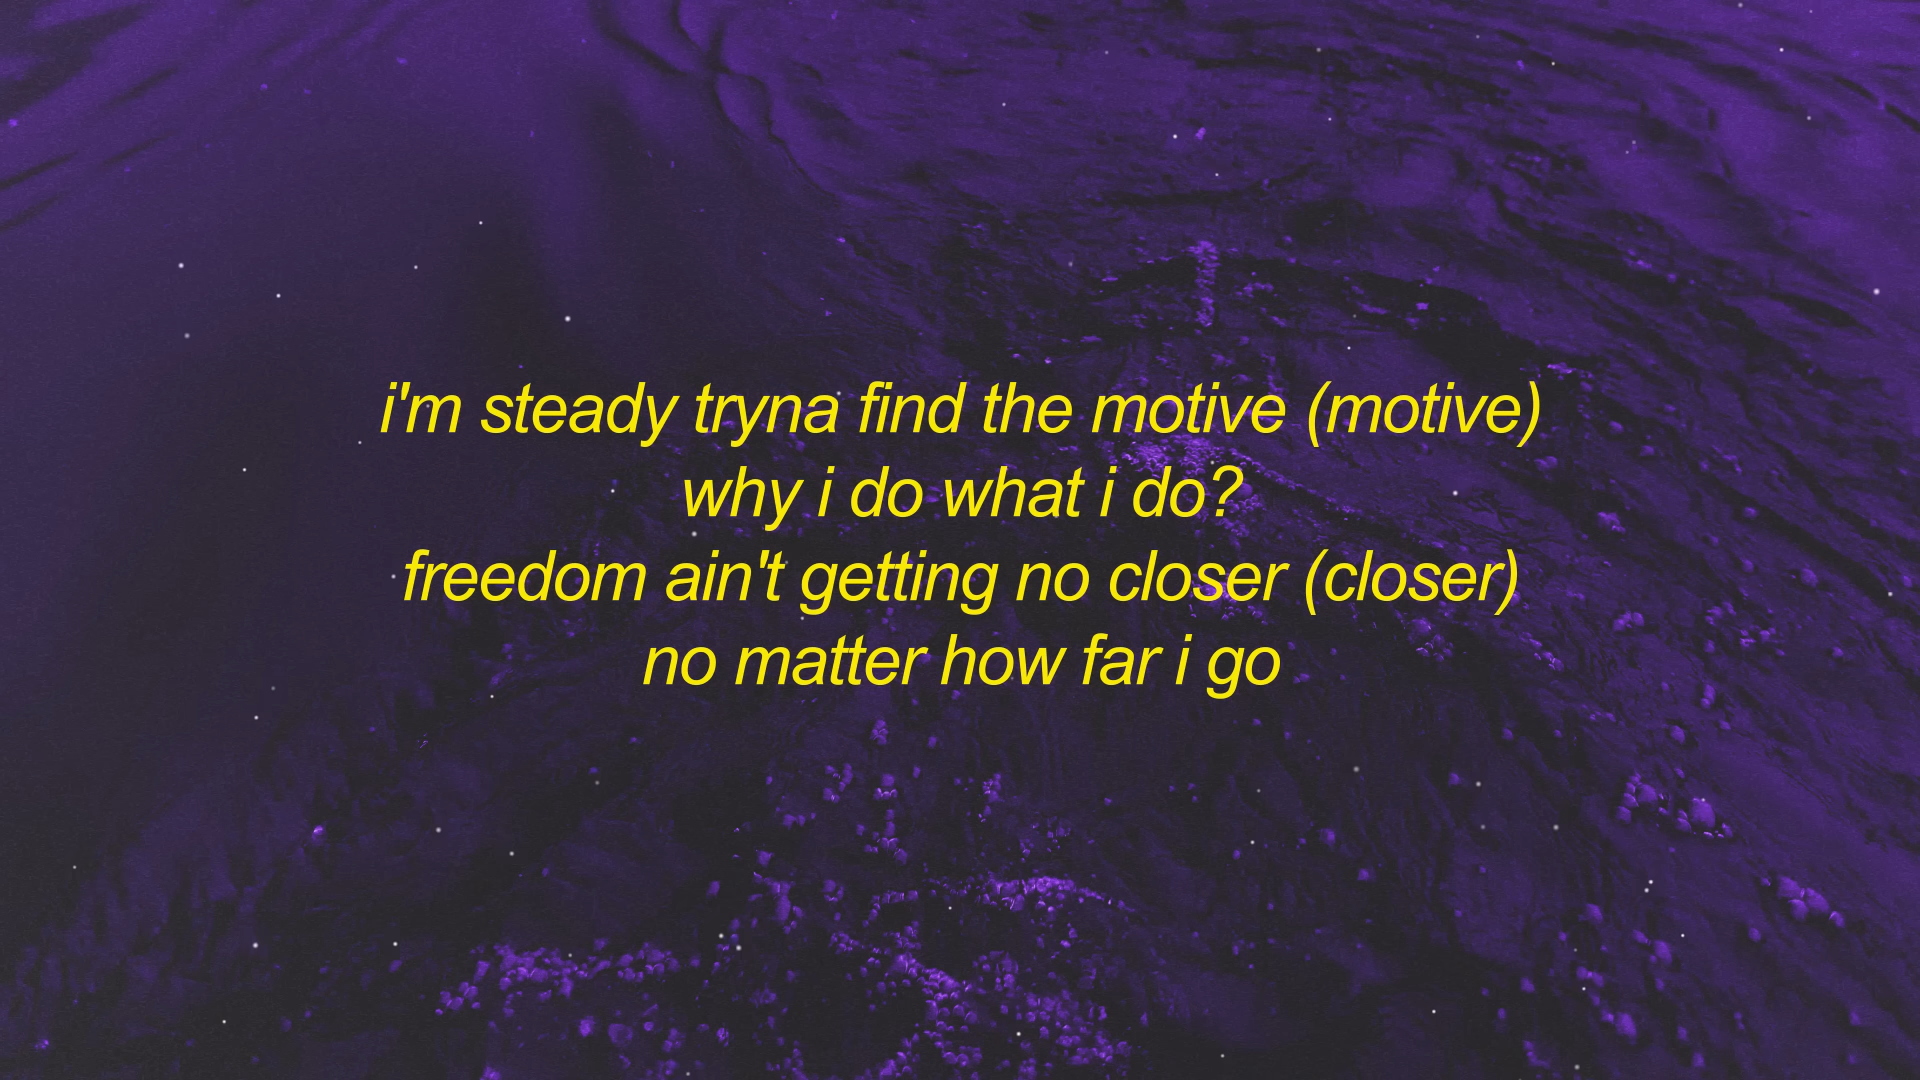 i'm steady tryna find the motive (motive)
why i do what i do?
freedom ain't getting no closer (closer)
no matter how far i go